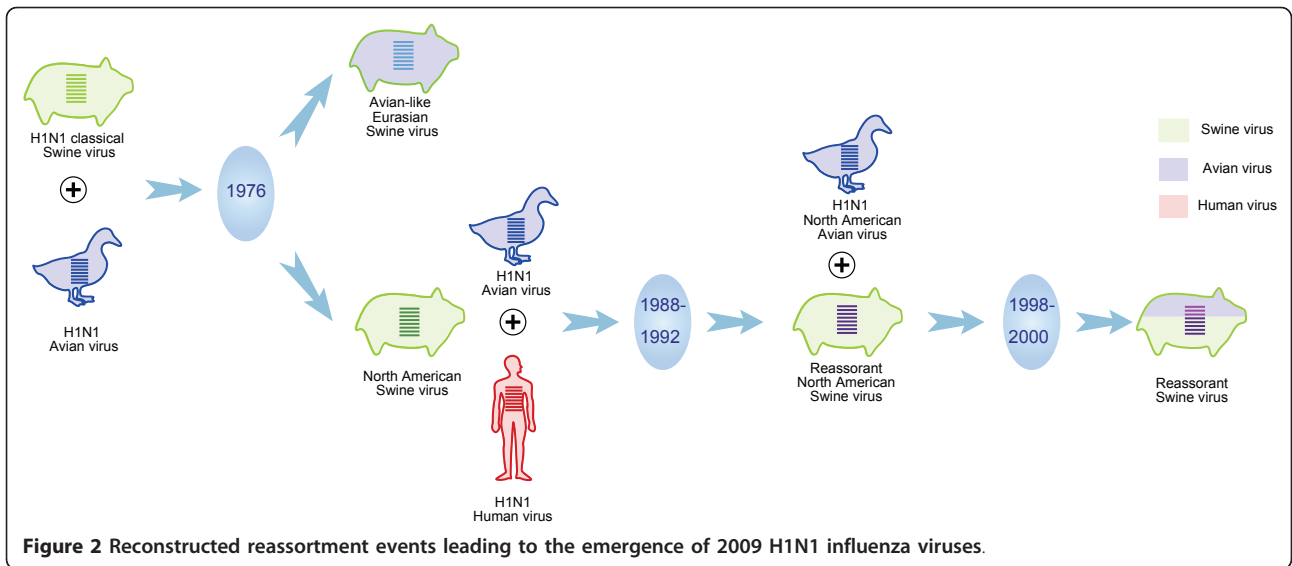 H1N1 classical
Swine virus
H1N1
Avian virus
1976
Avian-like
Eurasian
Swine virus
North American
Swine virus
H1N1
Avian virus
H1N1
Human virus
1988-
1992
H1N1
North American
Avian virus
Reassorant
North American
Swine virus
1998-
2000
Reassorant
Swine virus
Swine virus
Avian virus
Human virus
Figure 2 Reconstructed reassortment events leading to the emergence of 2009 H1N1 influenza viruses.